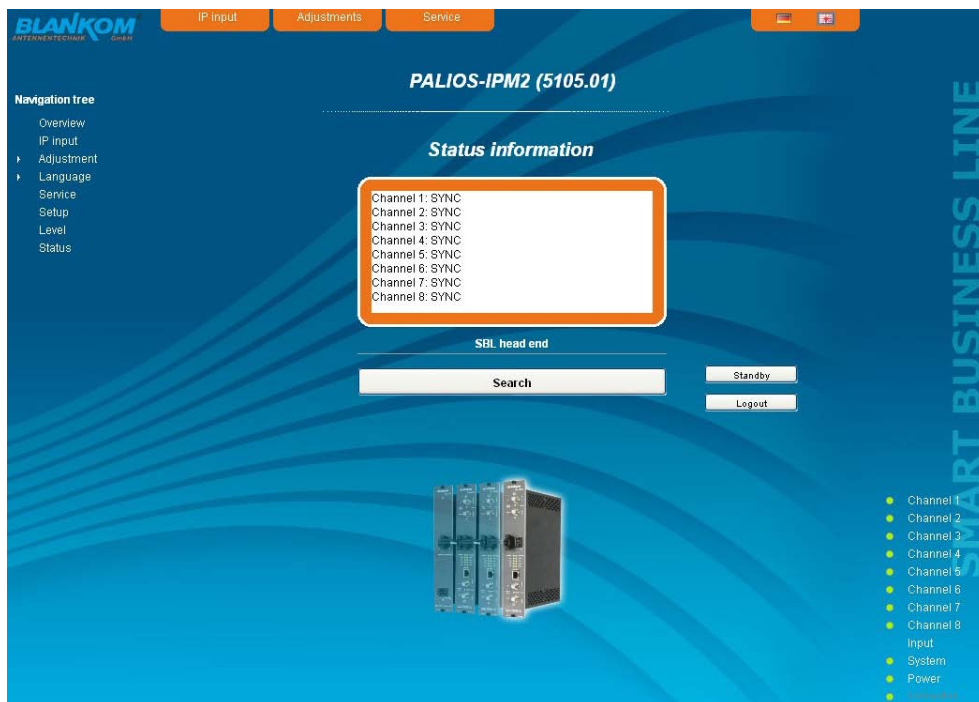 BLANKOM
ANTENNENTECHNIK GmbH
IP input
Adjustments
Service
PALIOS-IPM2 (5105.01)
Navigation tree
Overview
IP input
Adjustment
Language
Service
Setup
Level
Status
Status information
Channel 1: SYNC
Channel 2: SYNC
Channel 3: SYNC
Channel 4: SYNC
Channel 5: SYNC
Channel 6: SYNC
Channel 7: SYNC
Channel 8: SYNC
SBL head end
Search
Standby
Logout
SMART BUSINESS LINE
Channel 1
Channel 2
Channel 3
Channel 4
Channel 5
Channel 6
Channel 7
Channel 8
Input
System
Power